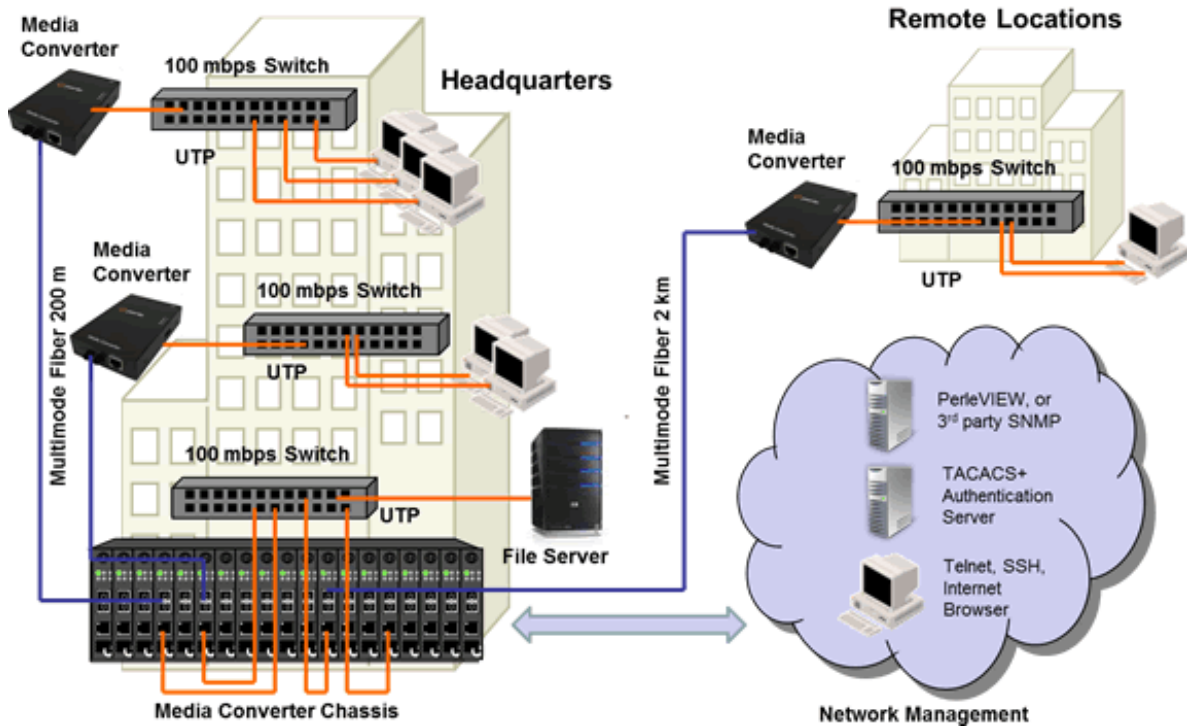 Media
Converter
100 mbps Switch
Headquarters
UTP
Media
Converter
100 mbps Switch
UTP
Multimode Fiber 200 m
100 mbps Switch
UTP
File Server
Media Converter Chassis
Multimode Fiber 2 km
Remote Locations
Media
Converter
100 mbps Switch
UTP
PerleVIEW, or
3rd party SNMP
TACACS+
Authentication
Server
Telnet, SSH,
Internet
Browser
Network Management